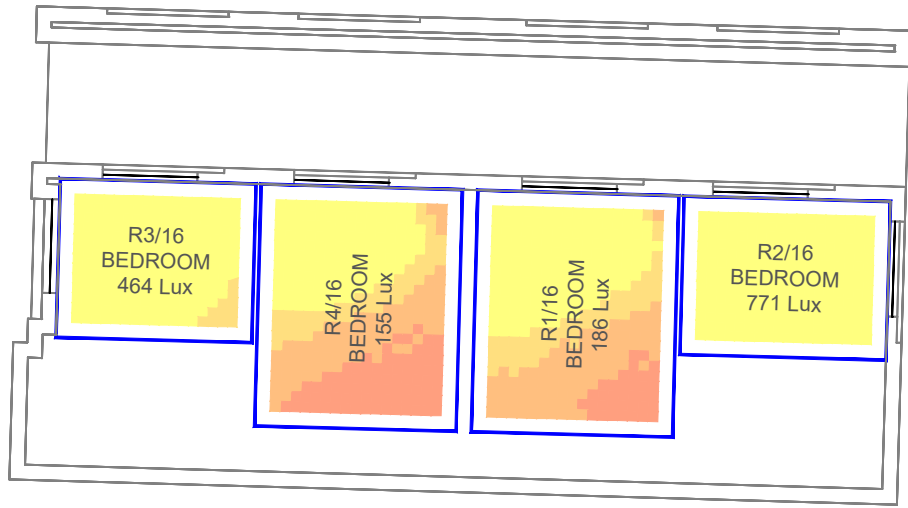 R3/16
BEDROOM
464 Lux
R4/16
BEDROOM
155 Lux
R1/16
BEDROOM
186 Lux
R2/16
BEDROOM
771 Lux